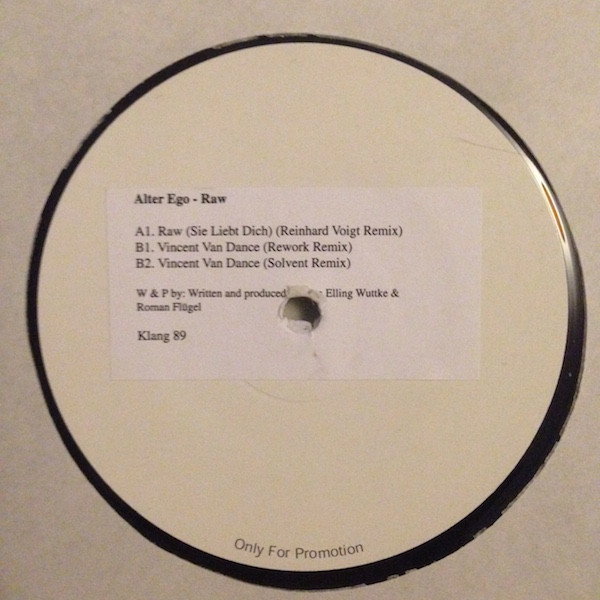 Alter Ego - Raw
A1. Raw (Sie Liebt Dich) (Reinhard Voigt Remix)
B1. Vincent Van Dance (Rework Remix)
B2. Vincent Van Dance (Solvent Remix)
W & P by: Written and produced Elling Wuttke &
Roman Flügel
Klang 89
Only For Promotion